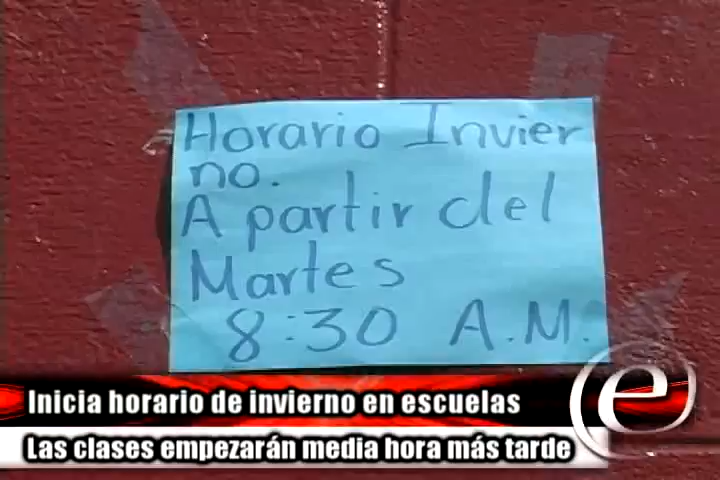 Horario Invier
no.
A partir del
Martes
8:30 A.M.
Inicia horario de invierno en escuelas
Las clases empezarán media hora más tarde
e